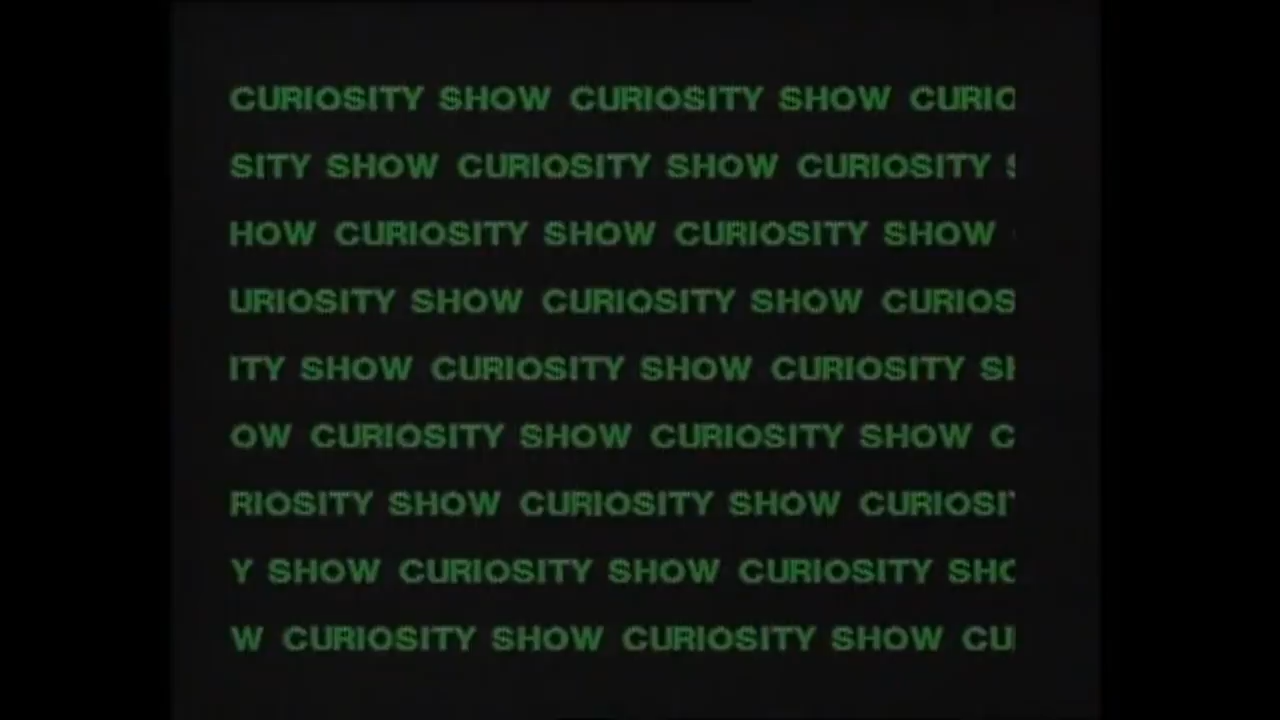 CURIOSITY SHOW CURIOSITY SHOW CURIO
SITY SHOW CURIOSITY SHOW CURIOSITY S
HOW CURIOSITY SHOW CURIOSITY SHOW
URIOSITY SHOW CURIOSITY SHOW CURIOS
ITY SHOW CURIOSITY SHOW CURIOSITY SH
OW CURIOSITY SHOW CURIOSITY SHOW C
RIOSITY SHOW CURIOSITY SHOW CURIOSIT
Y SHOW CURIOSITY SHOW CURIOSITY SHO
W CURIOSITY SHOW CURIOSITY SHOW CU